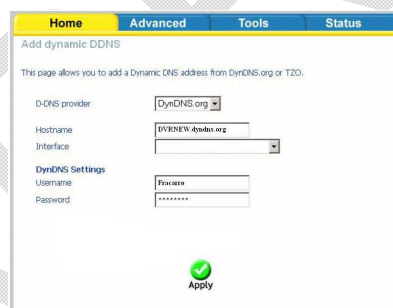 Home Advanced Tools Status
Add dynamic DDNS
This page allows you to add a Dynamic DNS address from DynDNS.org or TZO.
D-DNS provider DynDNS.org
Hostname DVRNEW.dyndns.org
Interface
DynDNS Settings
Username Fracarro
Password ********
Apply